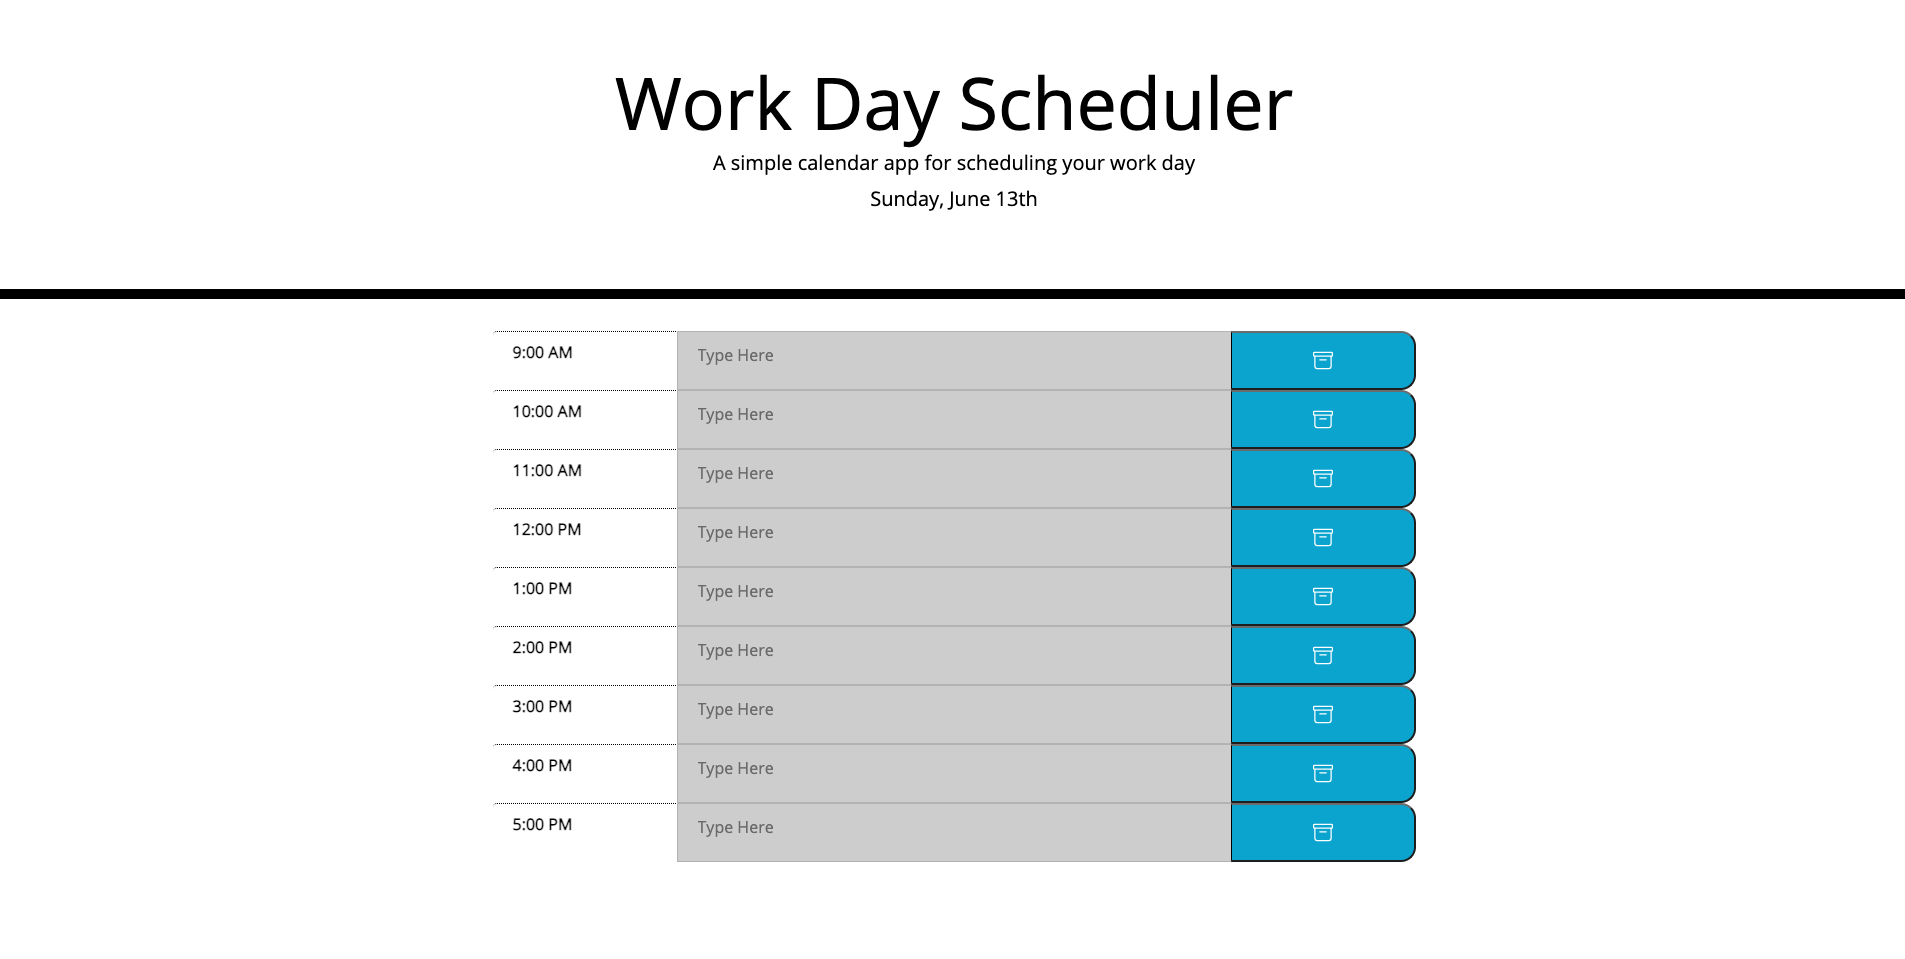 Work Day Scheduler
A simple calendar app for scheduling your work day
Sunday, June 13th
9:00 AM Type Here
10:00 AM Type Here
11:00 AM Type Here
12:00 PM Type Here
1:00 PM Type Here
2:00 PM Type Here
3:00 PM Type Here
4:00 PM Type Here
5:00 PM Type Here